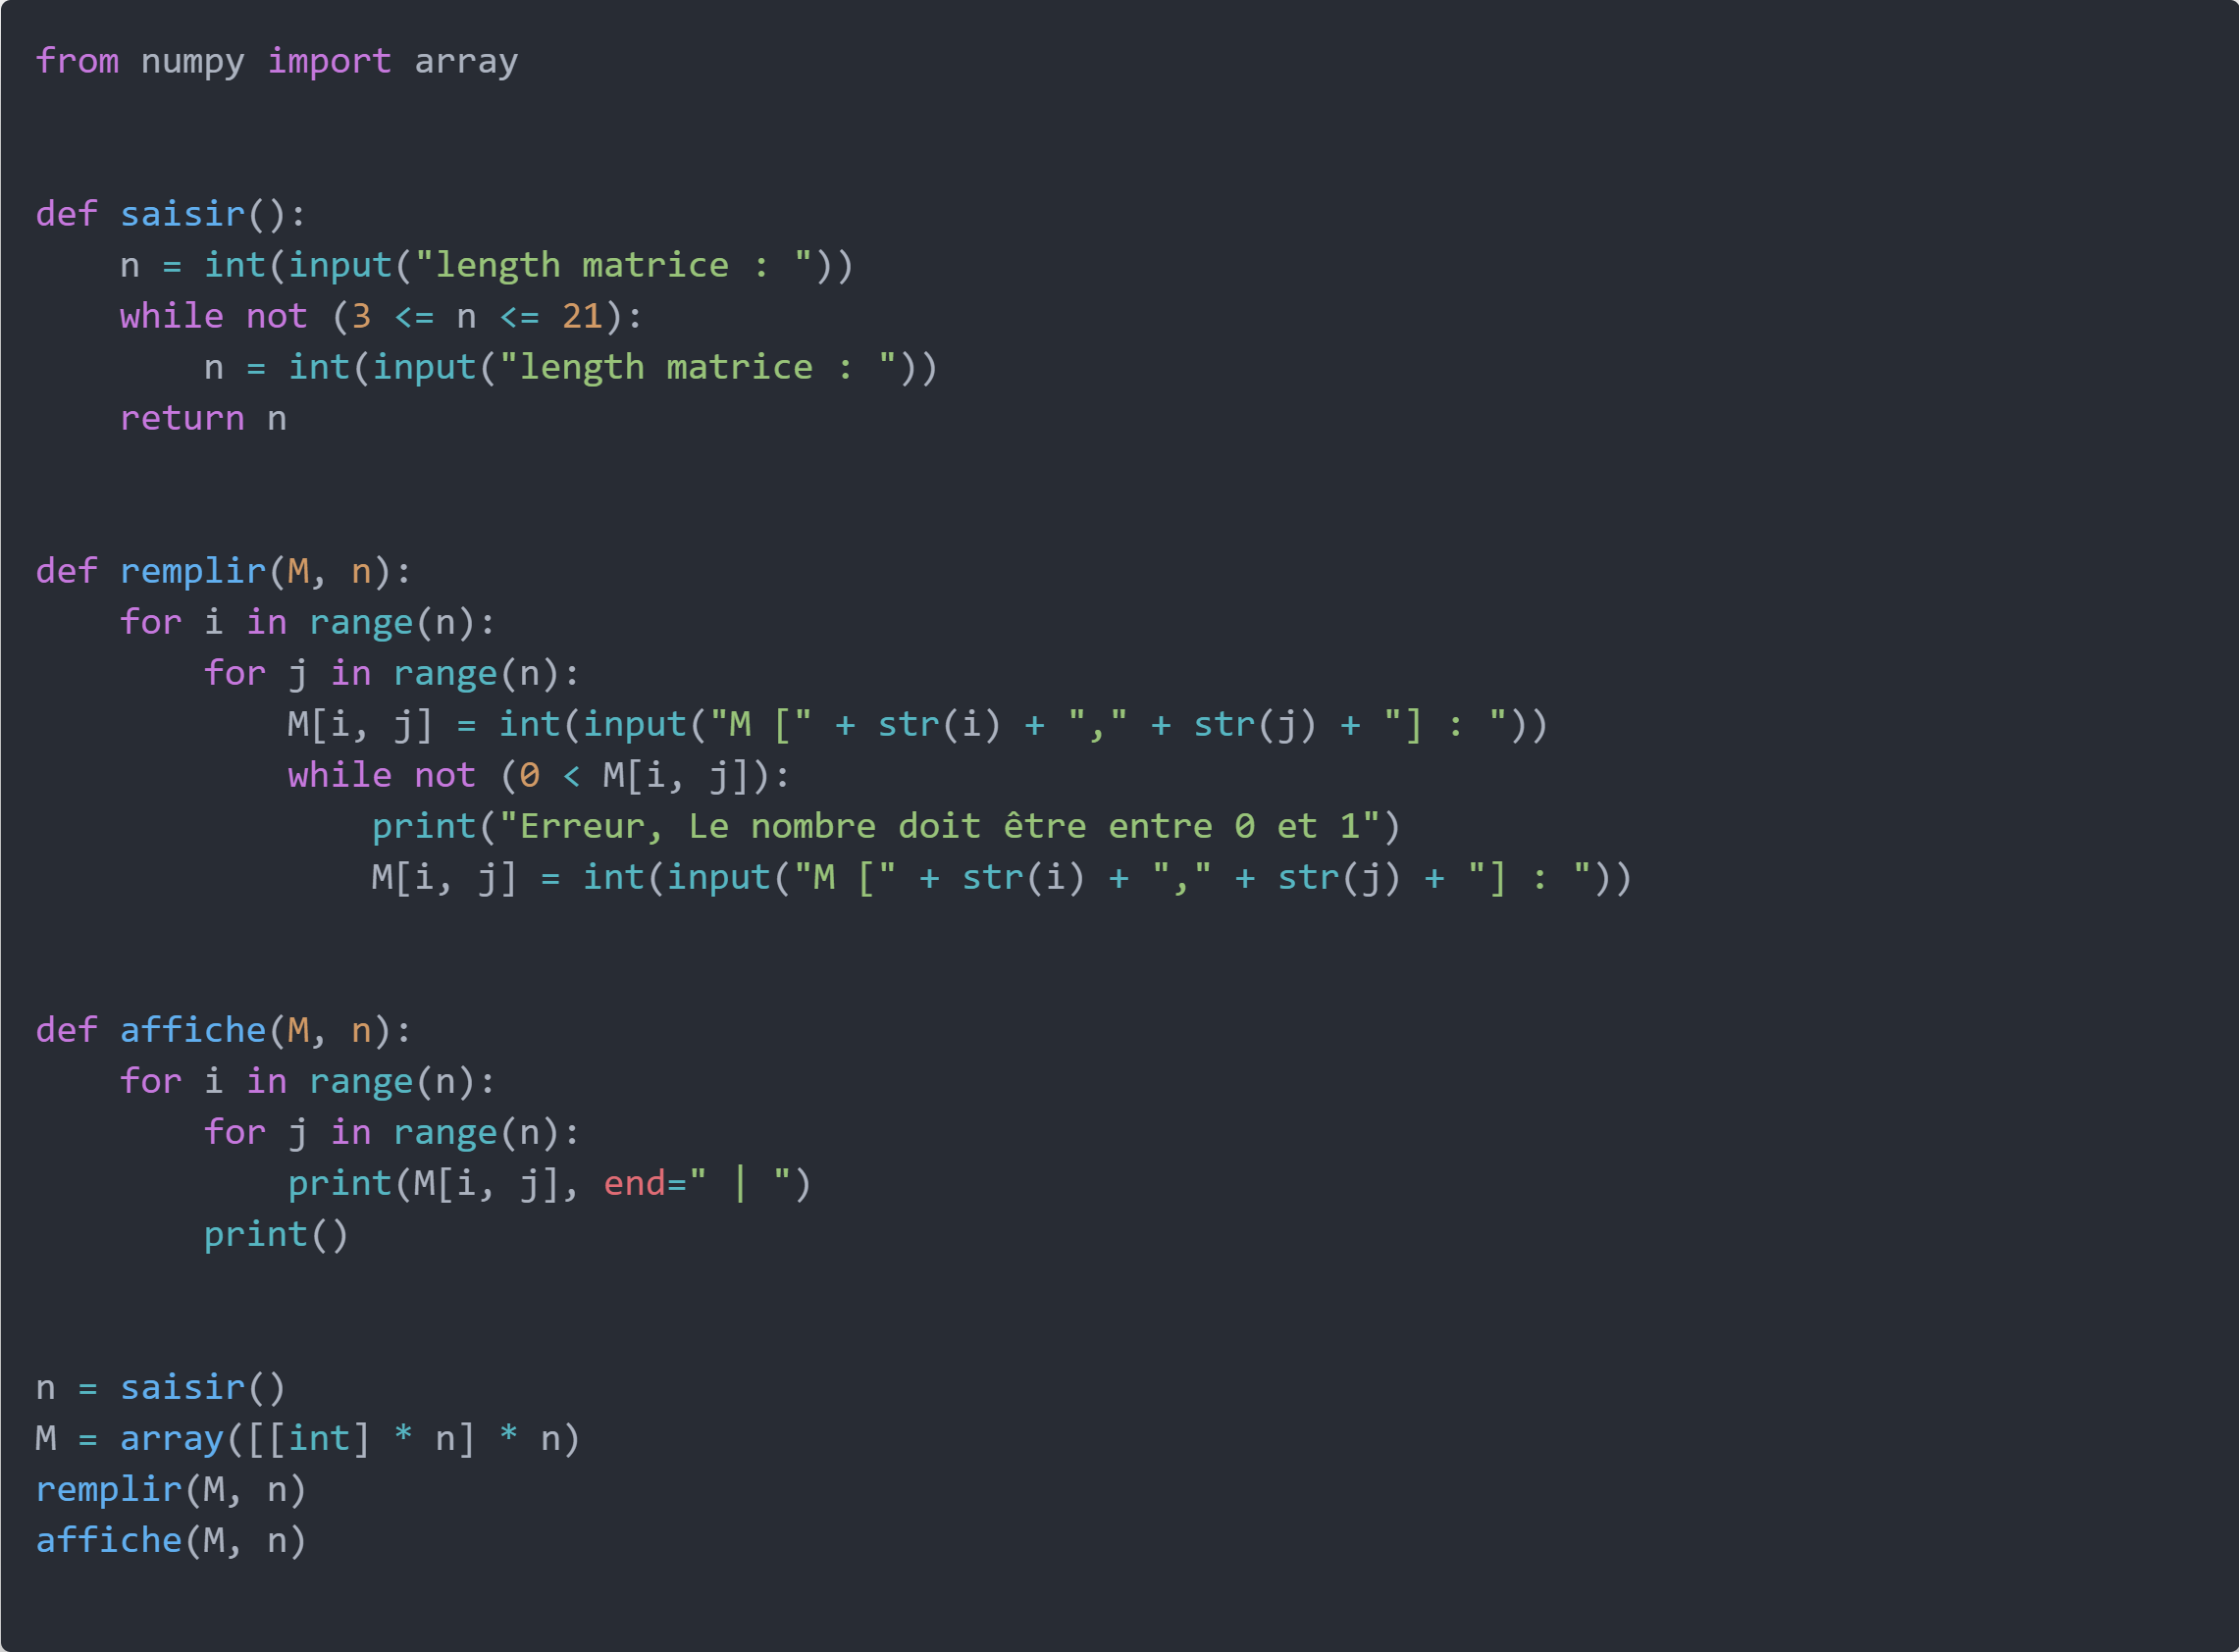 from numpy import array
def saisir():
    n = int(input("length matrice : "))
    while not (3 <= n <= 21):
        n = int(input("length matrice : "))
    return n
def remplir(M, n):
    for i in range(n):
        for j in range(n):
            M[i, j] = int(input("M [" + str(i) + "," + str(j) + "] : "))
            while not (0 < M[i, j]):
                print("Erreur, Le nombre doit être entre 0 et 1")
                M[i, j] = int(input("M [" + str(i) + "," + str(j) + "] : "))
def affiche(M, n):
    for i in range(n):
        for j in range(n):
            print(M[i, j], end=" | ")
        print()
n = saisir()
M = array([[int] * n] * n)
remplir(M, n)
affiche(M, n)